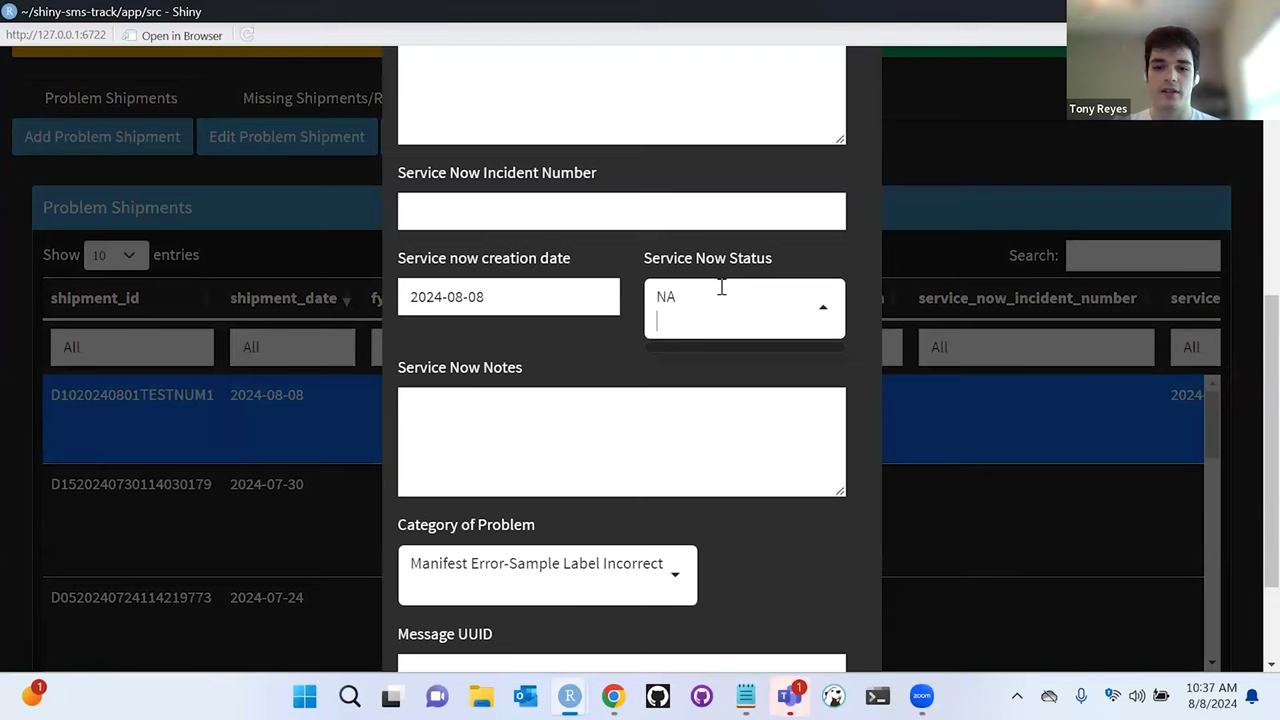 ~/shiny-sms-track/app/src - Shiny
http://127.0.0.1:6722
Open in Browser
Tony Reyes
Problem Shipments
Missing Shipments/R
Add Problem Shipment
Edit Problem Shipment
Service Now Incident Number
Problem Shipments
Show 10 entries
Service now creation date
Service Now Status
Search:
shipment_id
shipment_date
fy
2024-08-08
NA
service_now_incident_number
service
All
All
All
All
Service Now Notes
D1020240801TESTNUM1
2024-08-08
2024-
D1520240730114030179
2024-07-30
Category of Problem
Manifest Error-Sample Label Incorrect
D0520240724114219773
2024-07-24
Message UUID
1
1
10:37 AM
8/8/2024
zoom